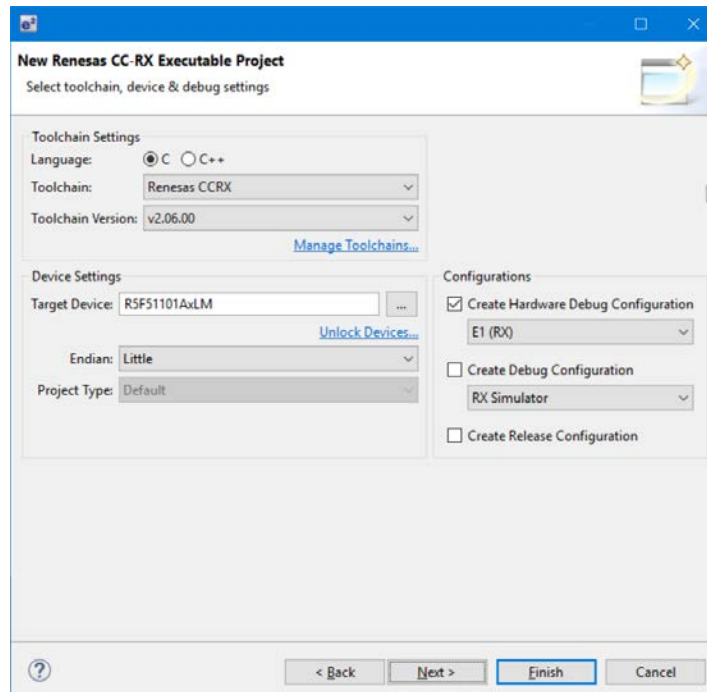 e²
New Renesas CC-RX Executable Project
Select toolchain, device & debug settings
Toolchain Settings
Language: C C++
Toolchain: Renesas CCRX
Toolchain Version: v2.06.00
Manage Toolchains...
Device Settings
Target Device: R5F51101AxLM ...
Unlock Devices...
Endian: Little
Project Type: Default
Configurations
Create Hardware Debug Configuration
E1 (RX)
Create Debug Configuration
RX Simulator
Create Release Configuration
? < Back Next > Finish Cancel